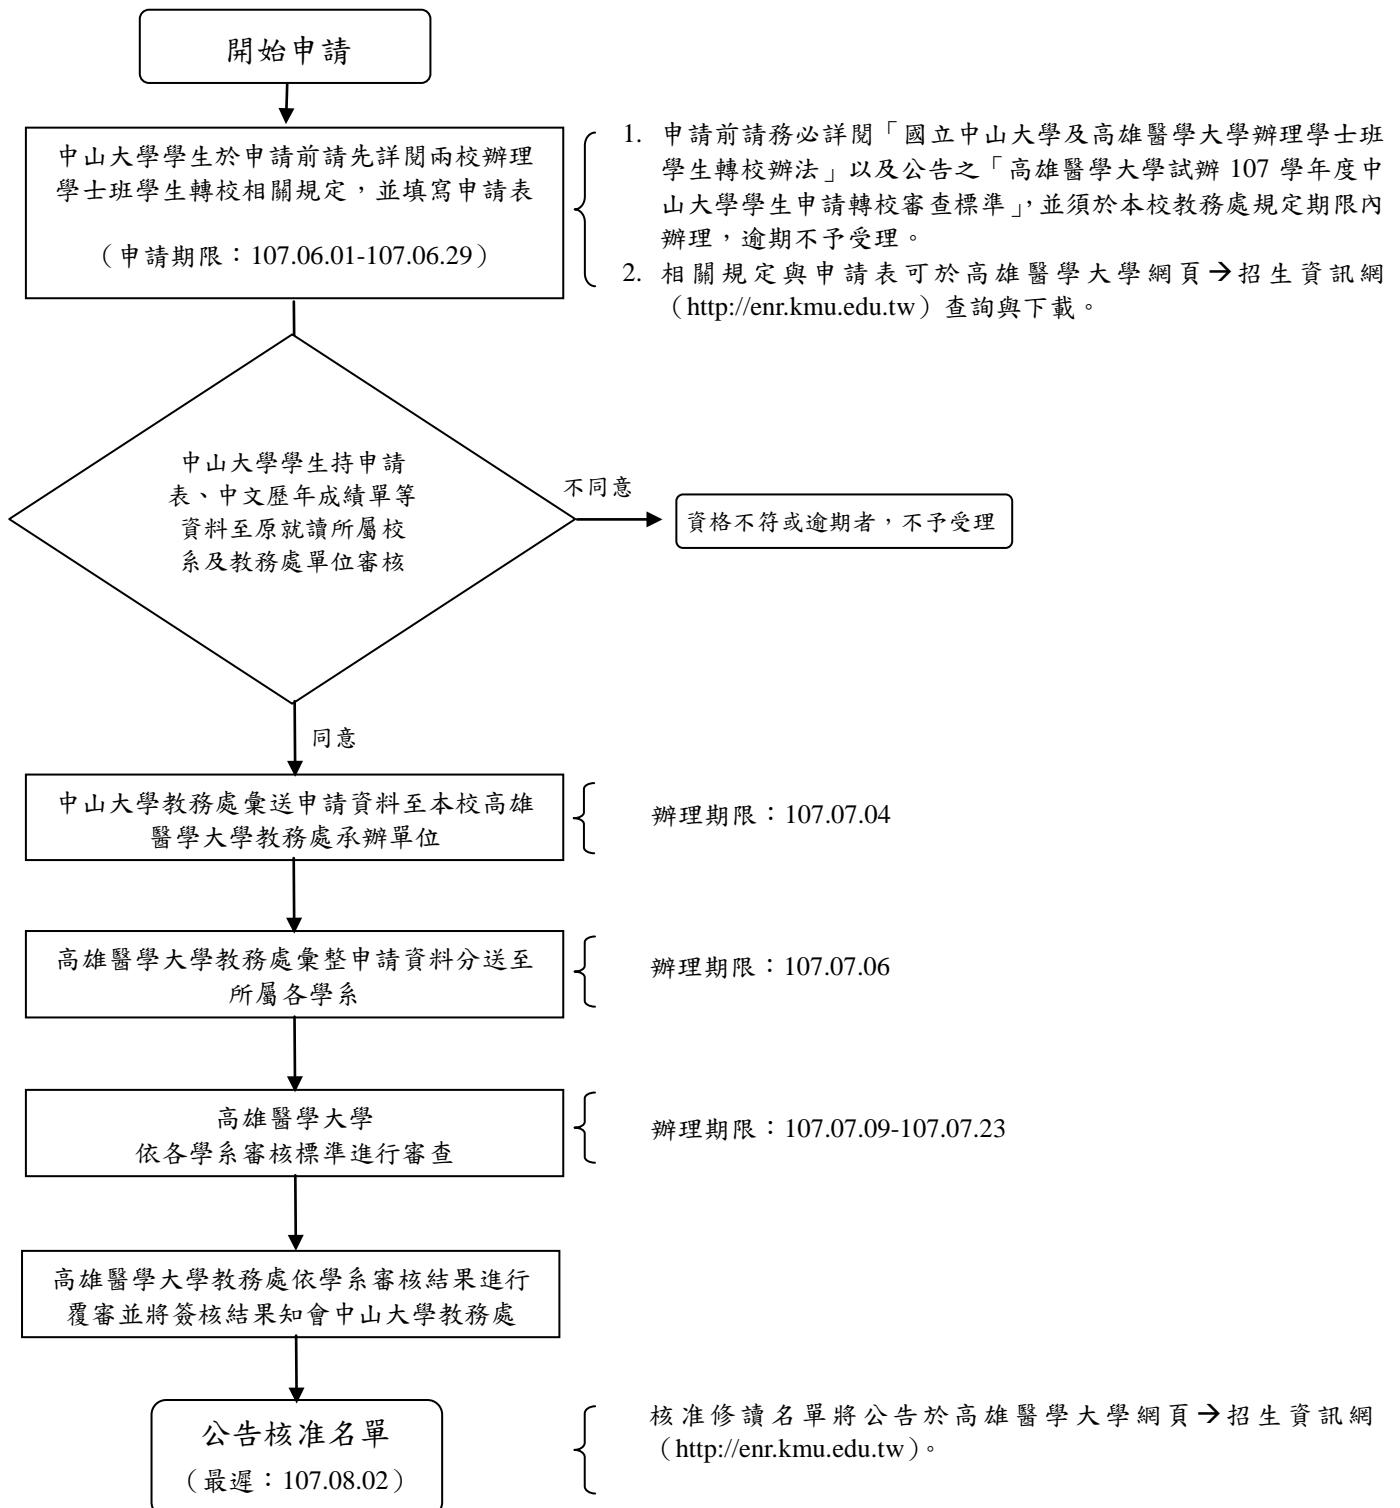 開始申請
中山大學學生於申請前請先詳閱兩校辦理
學士班學生轉校相關規定，並填寫申請表
（申請期限：107.06.01-107.06.29）
1. 申請前請務必詳閱「國立中山大學及高雄醫學大學辦理學士班
學生轉校辦法」以及公告之「高雄醫學大學試辦 107 學年度中
山大學學生申請轉校審查標準」，並須於本校教務處規定期限內
辦理，逾期不予受理。
2. 相關規定與申請表可於高雄醫學大學網頁→招生資訊網
（http://enr.kmu.edu.tw）查詢與下載。
中山大學學生持申請
表、中文歷年成績單等
資料至原就讀所屬校
系及教務處單位審核
不同意
資格不符或逾期者，不予受理
同意
中山大學教務處彙送申請資料至本校高雄
醫學大學教務處承辦單位
辦理期限：107.07.04
高雄醫學大學教務處彙整申請資料分送至
所屬各學系
辦理期限：107.07.06
高雄醫學大學
依各學系審核標準進行審查
辦理期限：107.07.09-107.07.23
高雄醫學大學教務處依學系審核結果進行
覆審並將簽核結果知會中山大學教務處
公告核准名單
（最遲：107.08.02）
核准修讀名單將公告於高雄醫學大學網頁→招生資訊網
（http://enr.kmu.edu.tw）。